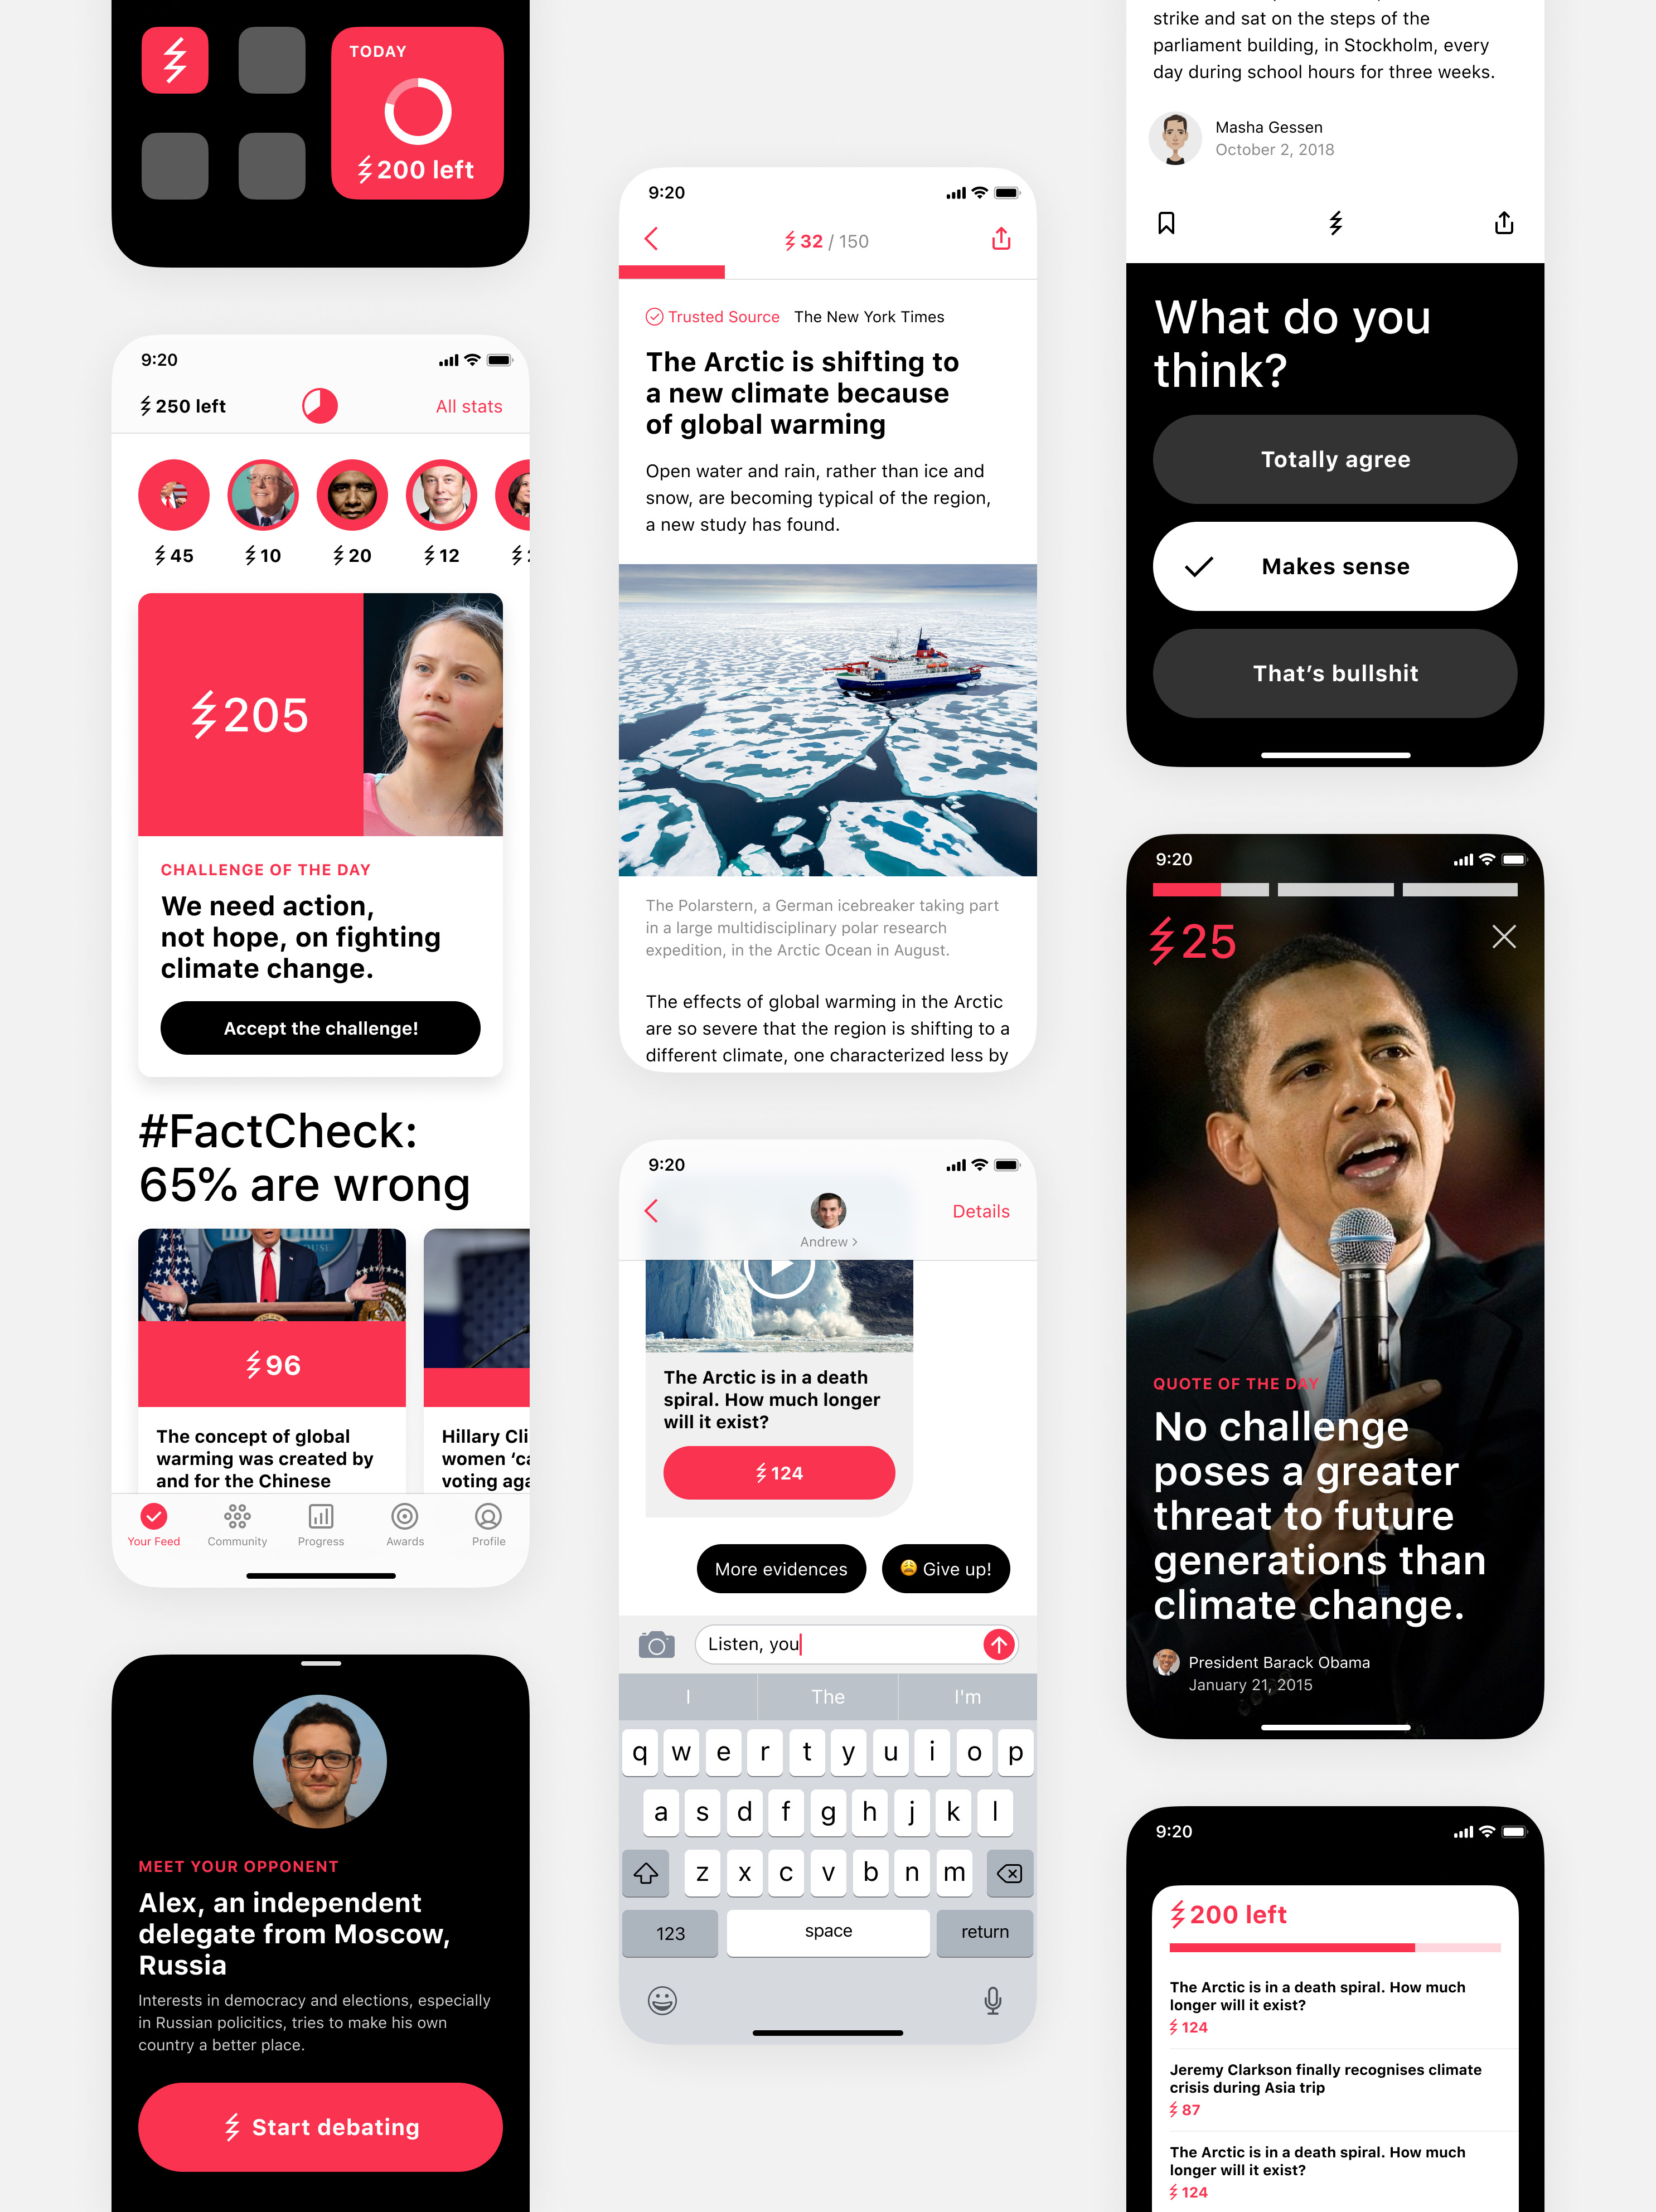 TODAY
200 left
9:20
250 left
All stats
45
10
20
12
205
CHALLENGE OF THE DAY
We need action,
not hope, on fighting
climate change.
Accept the challenge!
#FactCheck:
65% are wrong
96
The concept of global
warming was created by
and for the Chinese
Hillary Cli
women ‘ca
voting aga
Your Feed
Community
Progress
Awards
Profile
MEET YOUR OPPONENT
Alex, an independent
delegate from Moscow,
Russia
Interests in democracy and elections, especially
in Russian policitics, tries to make his own
country a better place.
Start debating
9:20
32 / 150
Trusted Source The New York Times
The Arctic is shifting to
a new climate because
of global warming
Open water and rain, rather than ice and
snow, are becoming typical of the region,
a new study has found.
The Polarstern, a German icebreaker taking part
in a large multidisciplinary polar research
expedition, in the Arctic Ocean in August.
The effects of global warming in the Arctic
are so severe that the region is shifting to a
different climate, one characterized less by
9:20
Andrew >
Details
The Arctic is in a death
spiral. How much longer
will it exist?
124
More evidences
😩 Give up!
Listen, you
I The I'm
q w e r t y u i o p
a s d f g h j k l
z x c v b n m
123 space return
strike and sat on the steps of the
parliament building, in Stockholm, every
day during school hours for three weeks.
Masha Gessen
October 2, 2018
What do you
think?
Totally agree
Makes sense
That’s bullshit
9:20
25
SHURE
QUOTE OF THE DAY
No challenge
poses a greater
threat to future
generations than
climate change.
President Barack Obama
January 21, 2015
9:20
200 left
The Arctic is in a death spiral. How much
longer will it exist?
124
Jeremy Clarkson finally recognises climate
crisis during Asia trip
87
The Arctic is in a death spiral. How much
longer will it exist?
124